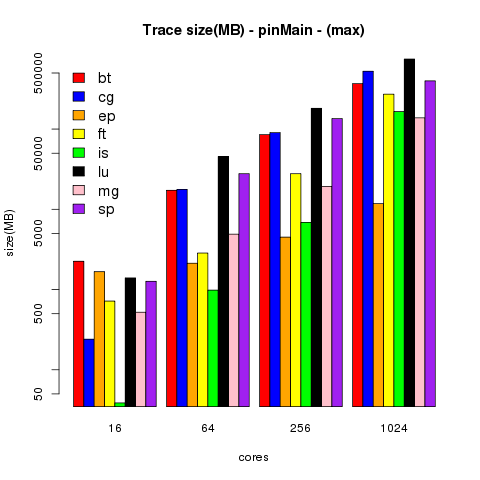 Trace size(MB) - pinMain - (max)
size(MB)
500000
50000
5000
500
50
bt
cg
ep
ft
is
lu
mg
sp
16 64 256 1024
cores